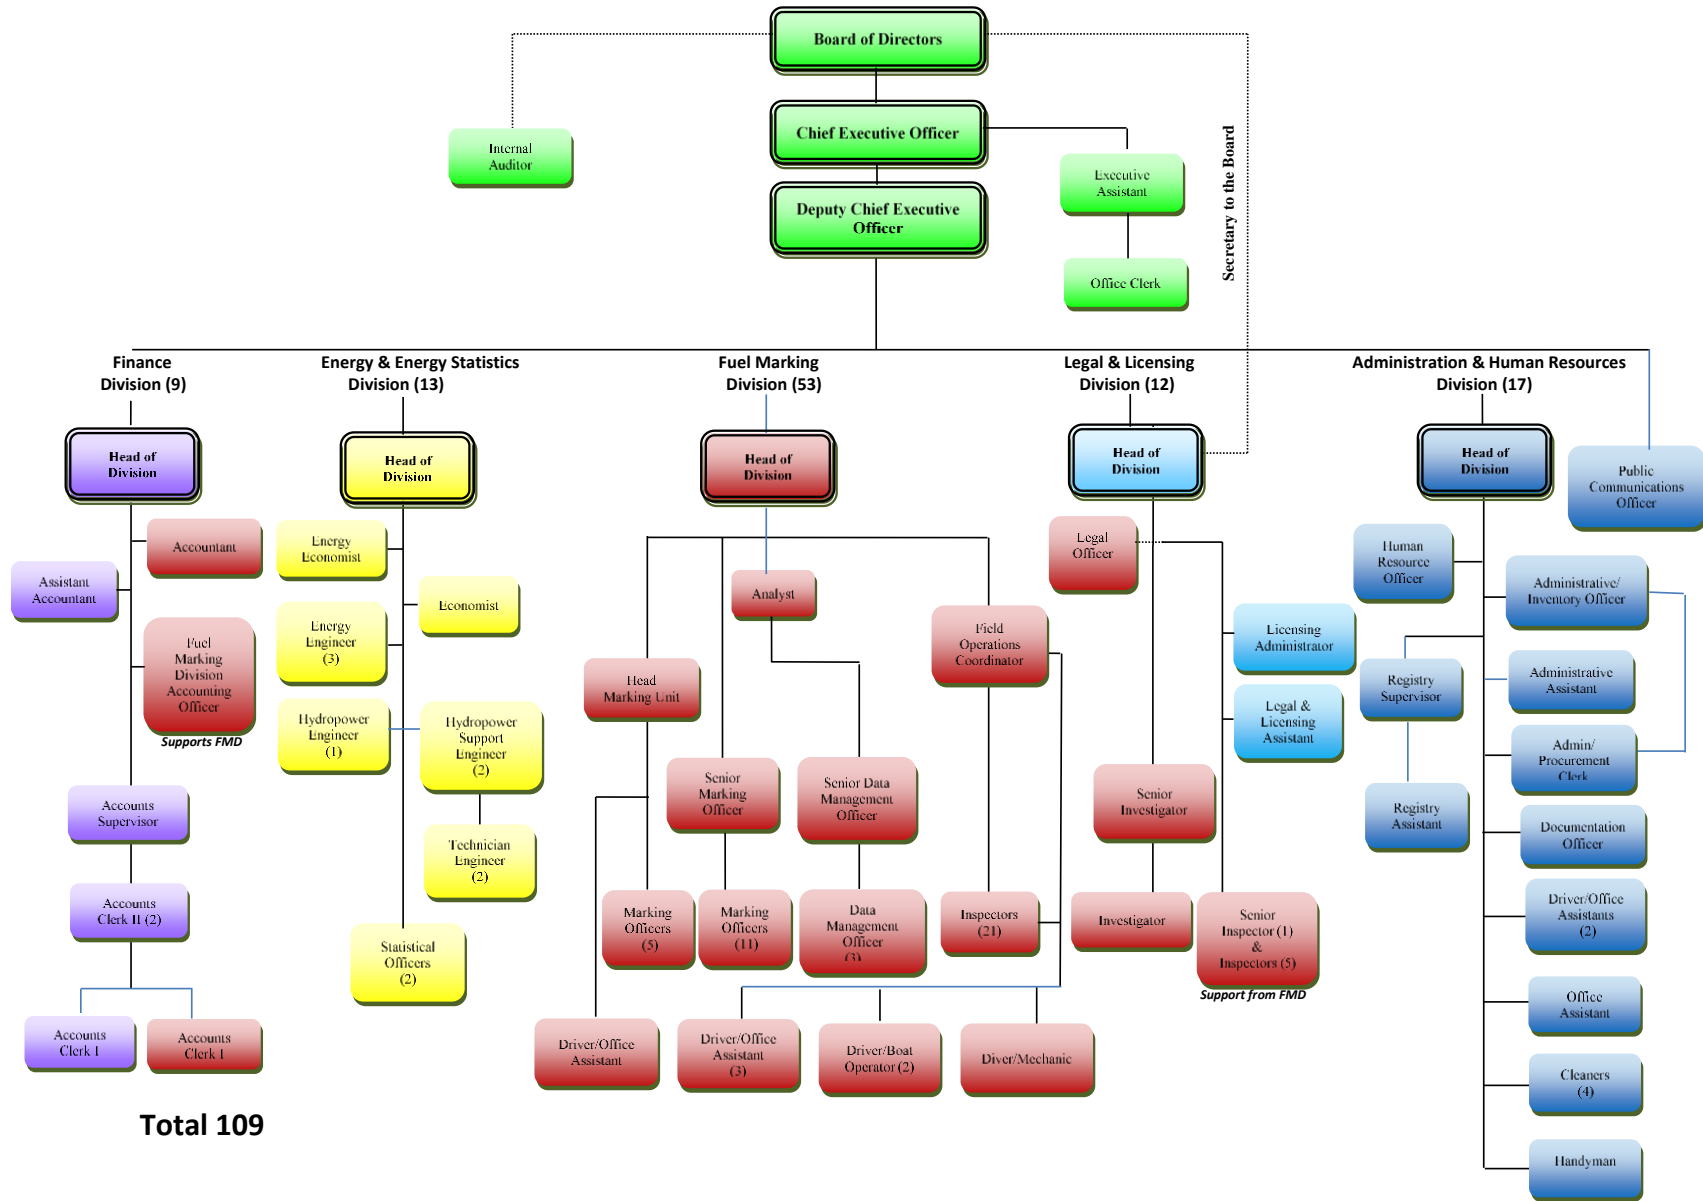 Board of Directors
Chief Executive Officer
Internal
Auditor
Executive
Assistant
Deputy Chief Executive
Officer
Secretary to the Board
Office Clerk
Finance
Division (9)
Energy & Energy Statistics
Division (13)
Fuel Marking
Division (53)
Legal & Licensing
Division (12)
Administration & Human Resources
Division (17)
Head of
Division
Head of
Division
Head of
Division
Head of
Division
Head of
Division
Public
Communications
Officer
Accountant
Assistant
Accountant
Fuel
Marking
Division
Accounting
Officer
Supports FMD
Accounts
Supervisor
Accounts
Clerk II (2)
Accounts
Clerk I
Accounts
Clerk I
Energy
Economist
Economist
Energy
Engineer
(3)
Hydropower
Engineer
(1)
Hydropower
Support
Engineer
(2)
Technician
Engineer
(2)
Statistical
Officers
(2)
Analyst
Field
Operations
Coordinator
Head
Marking Unit
Senior
Marking
Officer
Senior Data
Management
Officer
Marking
Officers
(5)
Marking
Officers
(11)
Data
Management
Officer
(3)
Inspectors
(21)
Driver/Office
Assistant
Driver/Office
Assistant
(3)
Driver/Boat
Operator (2)
Diver/Mechanic
Legal
Officer
Licensing
Administrator
Legal &
Licensing
Assistant
Senior
Investigator
Investigator
Senior
Inspector (1)
&
Inspectors (5)
Support from FMD
Human
Resource
Officer
Administrative/
Inventory Officer
Registry
Supervisor
Administrative
Assistant
Admin/
Procurement
Clerk
Registry
Assistant
Documentation
Officer
Driver/Office
Assistants
(2)
Office
Assistant
Cleaners
(4)
Handyman
Total 109